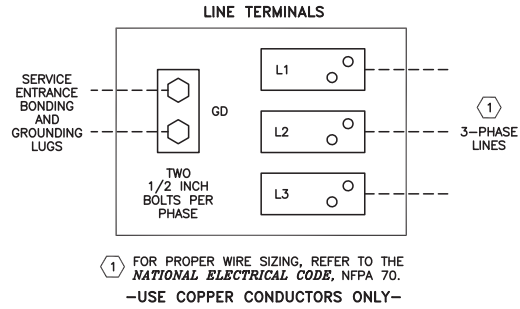 LINE TERMINALS
SERVICE
ENTRANCE
BONDING
AND
GROUNDING
LUGS
GD
TWO
1/2 INCH
BOLTS PER
PHASE
L1
L2
L3
1
3-PHASE
LINES
1 FOR PROPER WIRE SIZING, REFER TO THE
NATIONAL ELECTRICAL CODE, NFPA 70.
-USE COPPER CONDUCTORS ONLY-